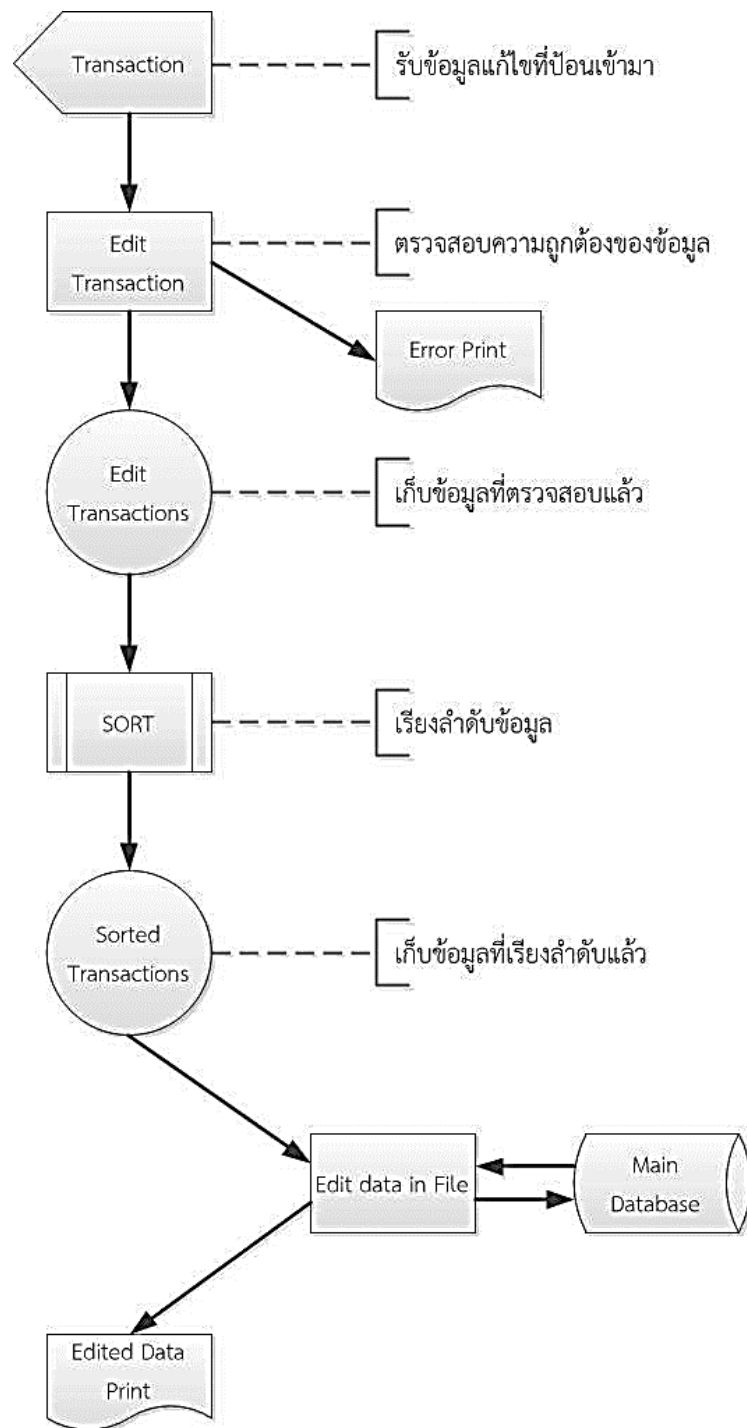 Transaction
รับข้อมูลแก้ไขที่ป้อนเข้ามา
Edit
Transaction
ตรวจสอบความถูกต้องของข้อมูล
Error Print
Edit
Transactions
เก็บข้อมูลที่ตรวจสอบแล้ว
SORT
เรียงลำดับข้อมูล
Sorted
Transactions
เก็บข้อมูลที่เรียงลำดับแล้ว
Edit data in File
Main
Database
Edited Data
Print